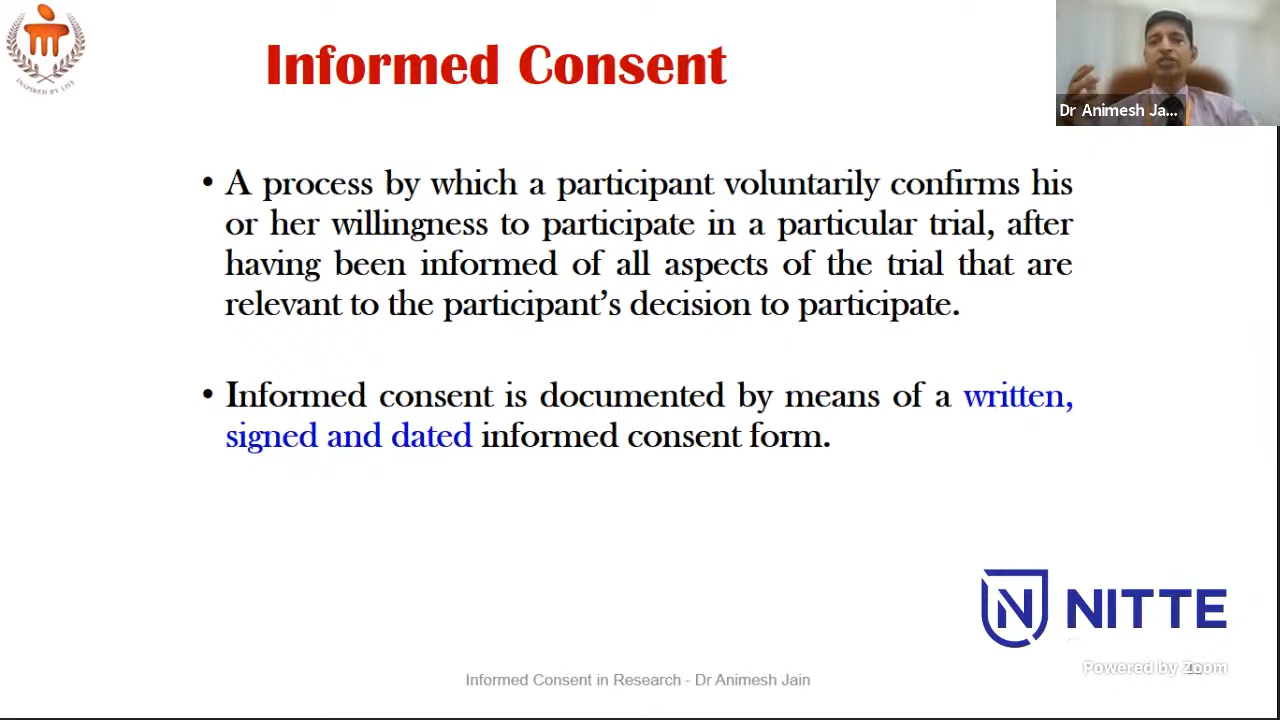 Informed Consent
INSPIRED BY LIFE
Dr Animesh Ja...
• A process by which a participant voluntarily confirms his
or her willingness to participate in a particular trial, after
having been informed of all aspects of the trial that are
relevant to the participant's decision to participate.
• Informed consent is documented by means of a written,
signed and dated informed consent form.
NITTE
Powered by Zoom
Informed Consent in Research - Dr Animesh Jain